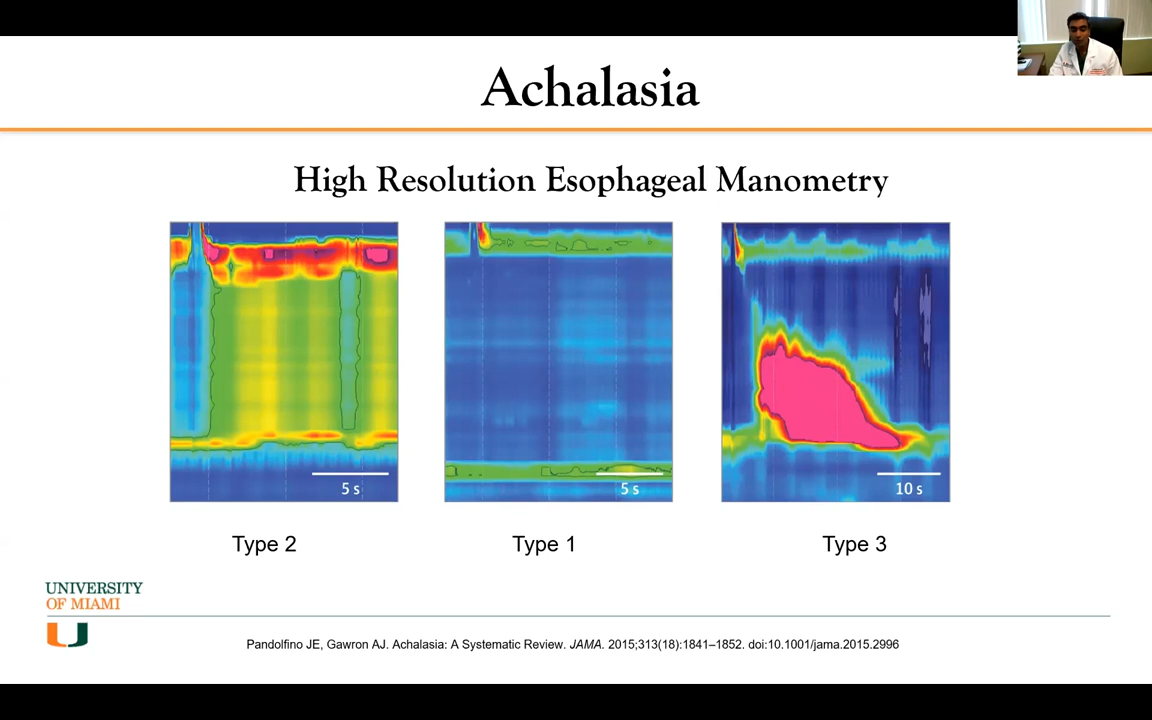 Achalasia
High Resolution Esophageal Manometry
5 s
5 s
10 s
Type 2
Type 1
Type 3
UNIVERSITY
OF MIAMI
Pandolfino JE, Gawron AJ. Achalasia: A Systematic Review. JAMA. 2015;313(18):1841–1852. doi:10.1001/jama.2015.2996